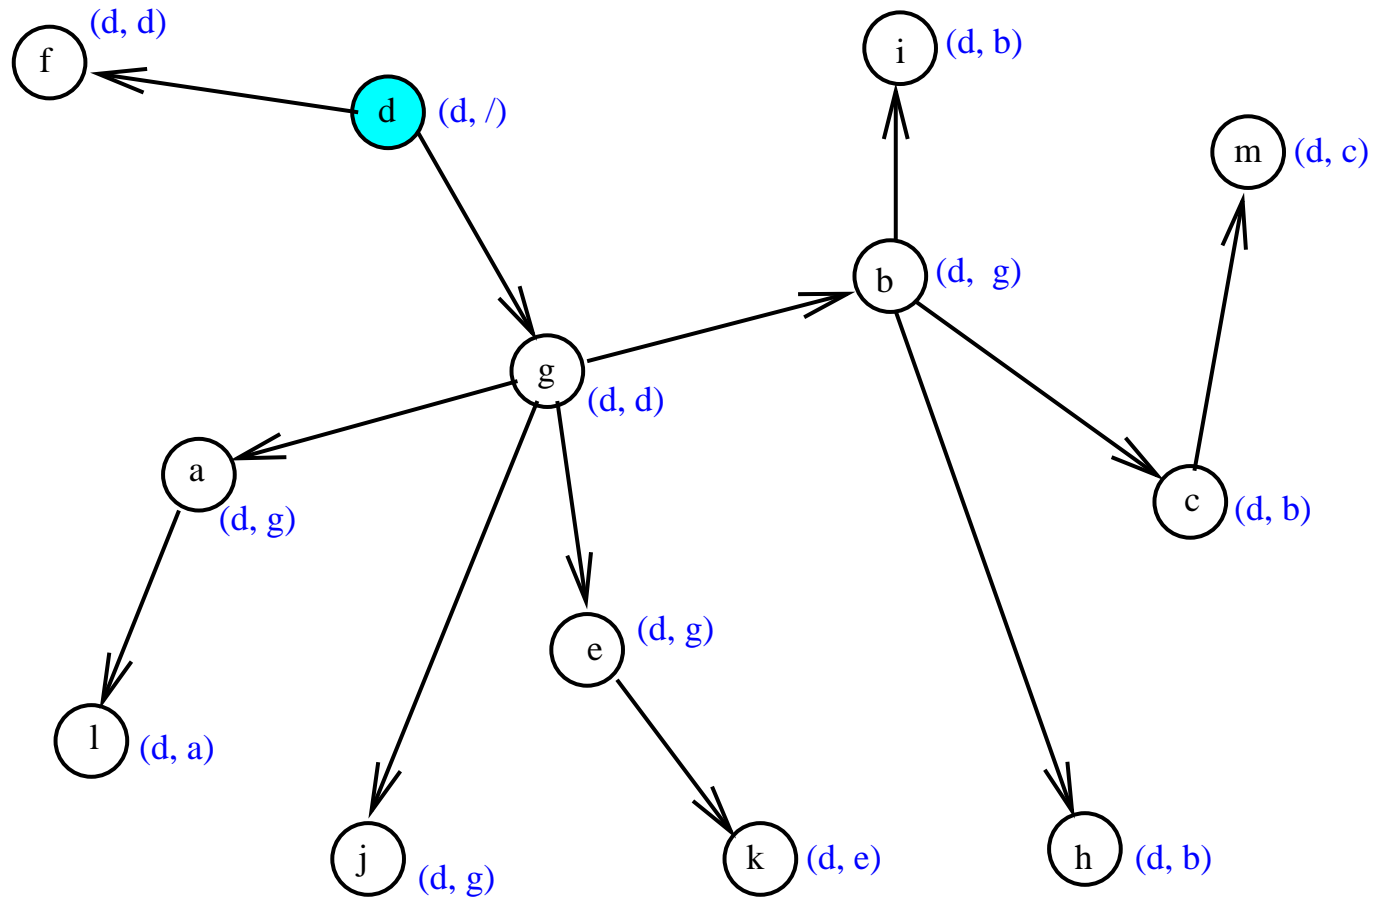 (d, d)
f
d
(d, /)
i
(d, b)
m
(d, c)
b
(d, g)
g
(d, d)
a
(d, g)
c
(d, b)
e
(d, g)
l
(d, a)
j
(d, g)
k
(d, e)
h
(d, b)